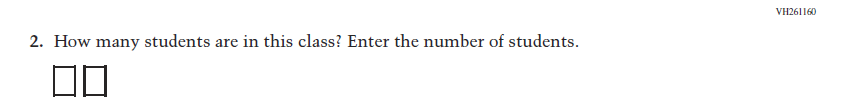 VH261160
2. How many students are in this class? Enter the number of students.